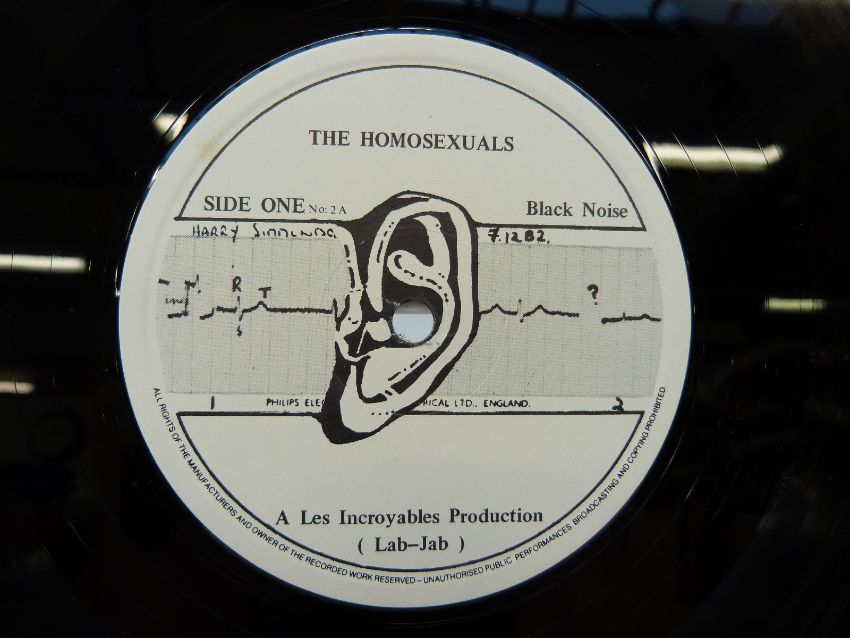 THE HOMOSEXUALS
SIDE ONE No: 2 A
Black Noise
HARRY
7.12.82.
R
T
?
1
PHILIPS ELE RICAL LTD., ENGLAND.
2
A Les Incroyables Production
( Lab–Jab )
ALL RIGHTS OF THE MANUFACTURERS AND OWNER OF THE RECORDED WORK RESERVED – UNAUTHORISED PUBLIC PERFORMANCES BROADCASTING AND COPYING PROHIBITED